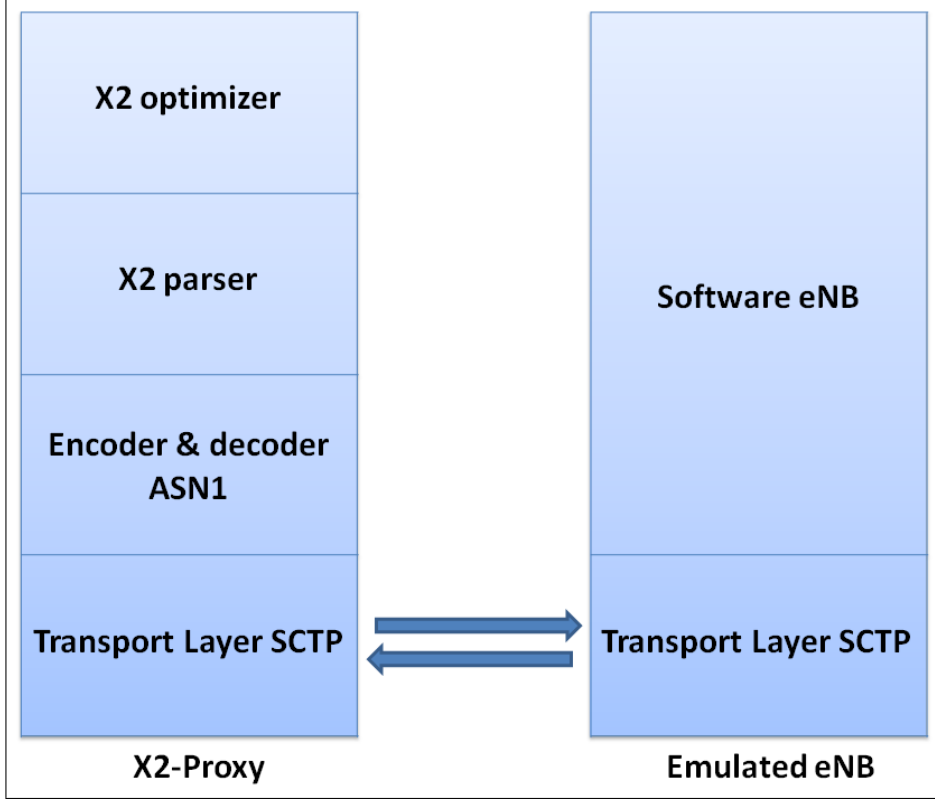 X2 optimizer
X2 parser
Encoder & decoder
ASN1
Transport Layer SCTP
X2-Proxy
Software eNB
Transport Layer SCTP
Emulated eNB